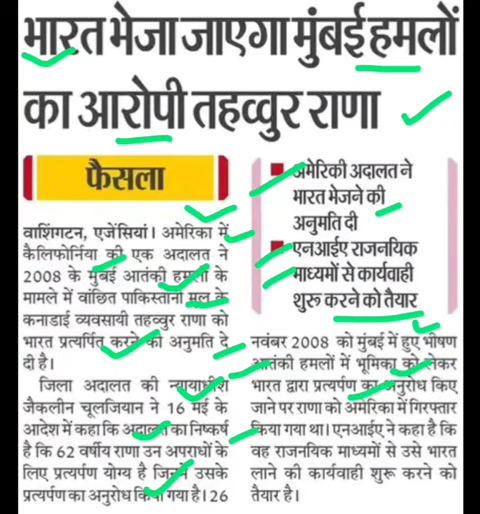 भारत भेजा जाएगा मुंबई हमलों
का आरोपी तहव्वुर राणा
फैसला
वाशिंगटन, एजेंसियां। अमेरिका में
कैलिफोर्निया की एक अदालत ने
2008 के मुंबई आतंकी हमलों के
मामले में वांछित पाकिस्तानी मूल के
कनाडाई व्यवसायी तहव्वुर राणा को
भारत प्रत्यर्पित करने की अनुमति दे
दी है।
जिला अदालत की न्यायाधीश
जैकलीन चूलजियान ने 16 मई के
आदेश में कहा कि अदालत का निष्कर्ष
है कि 62 वर्षीय राणा उन अपराधों के
लिए प्रत्यर्पण योग्य है जिनमें उसके
प्रत्यर्पण का अनुरोध किया गया है। 26
अमेरिकी अदालत ने
भारत भेजने की
अनुमति दी
एनआईए राजनयिक
माध्यमों से कार्यवाही
शुरू करने को तैयार
नवंबर 2008 को मुंबई में हुए भीषण
आतंकी हमलों में भूमिका को लेकर
भारत द्वारा प्रत्यर्पण का अनुरोध किए
जाने पर राणा को अमेरिका में गिरफ्तार
किया गया था। एनआईए ने कहा है कि
वह राजनयिक माध्यमों से उसे भारत
लाने की कार्यवाही शुरू करने को
तैयार है।